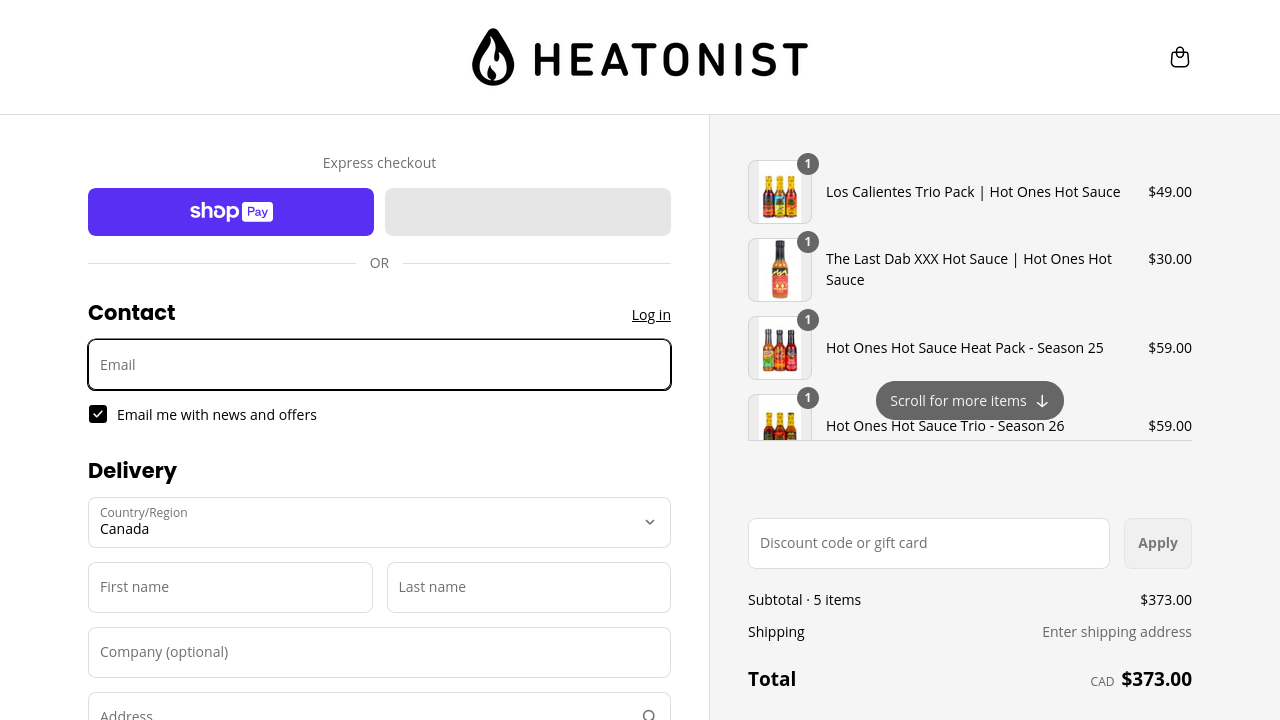 HEATONIST
Express checkout
shop Pay
OR
Contact
Log in
Email
Email me with news and offers
Delivery
Country/Region
Canada
First name
Last name
Company (optional)
Address
1
Los Calientes Trio Pack | Hot Ones Hot Sauce
$49.00
1
The Last Dab XXX Hot Sauce | Hot Ones Hot
Sauce
$30.00
1
Hot Ones Hot Sauce Heat Pack - Season 25
$59.00
Scroll for more items
1
Hot Ones Hot Sauce Trio - Season 26
$59.00
Discount code or gift card
Apply
Subtotal · 5 items
$373.00
Shipping
Enter shipping address
Total
CAD $373.00